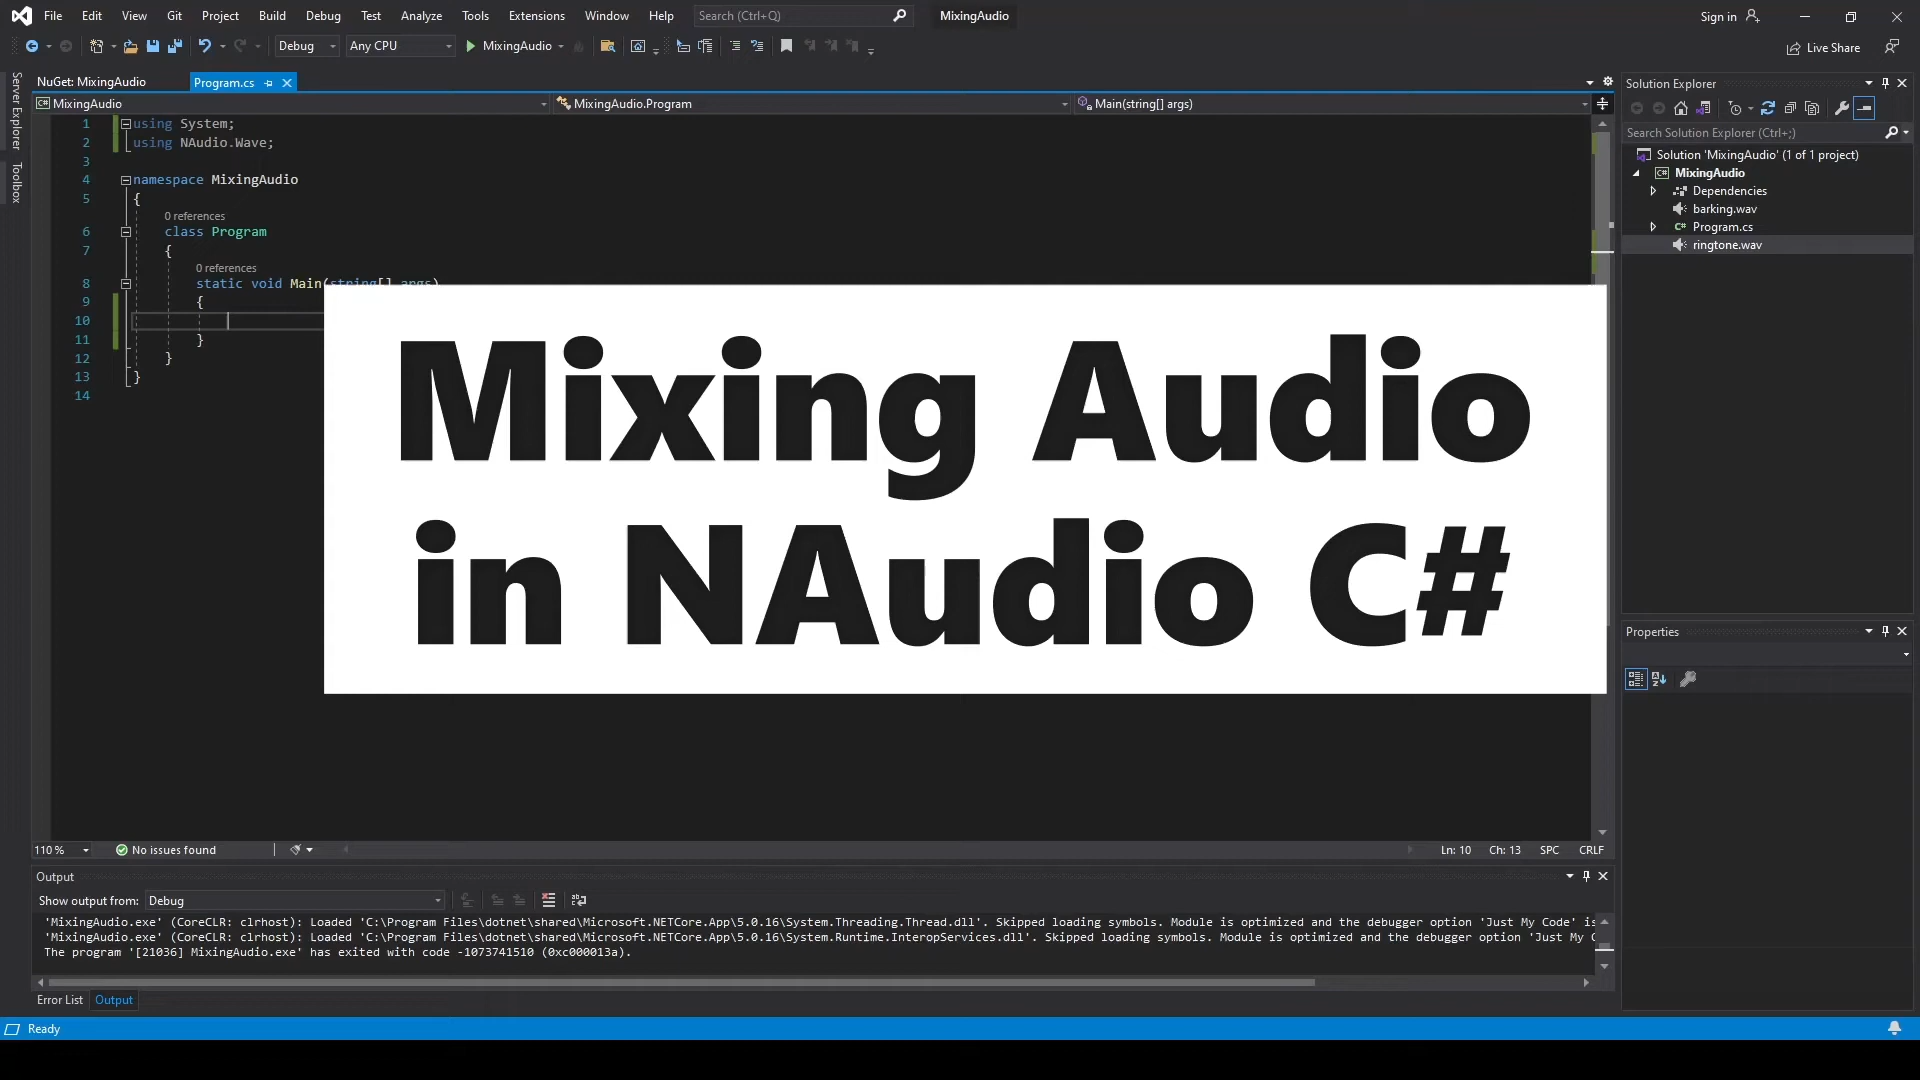 File Edit View Git Project Build Debug Test Analyze Tools Extensions Window Help Search (Ctrl+Q) MixingAudio Sign in
Debug Any CPU MixingAudio Live Share
Server Explorer
Toolbox
NuGet: MixingAudio Program.cs
MixingAudio MixingAudio.Program Main(string[] args)
1 using System;
2 using NAudio.Wave;
3
4 namespace MixingAudio
5 {
0 references
6 class Program
7 {
0 references
8 static void Main(string[] args)
9 {
10
11 }
12 }
13 }
14
Mixing Audio
in NAudio C#
110 % No issues found Ln: 10 Ch: 13 SPC CRLF
Output
Show output from: Debug
'MixingAudio.exe' (CoreCLR: clrhost): Loaded 'C:\Program Files\dotnet\shared\Microsoft.NETCore.App\5.0.16\System.Threading.Thread.dll'. Skipped loading symbols. Module is optimized and the debugger option 'Just My Code' is
'MixingAudio.exe' (CoreCLR: clrhost): Loaded 'C:\Program Files\dotnet\shared\Microsoft.NETCore.App\5.0.16\System.Runtime.InteropServices.dll'. Skipped loading symbols. Module is optimized and the debugger option 'Just My C
The program '[21036] MixingAudio.exe' has exited with code -1073741510 (0xc000013a).
Error List Output
Ready
Solution Explorer
Search Solution Explorer (Ctrl+;)
Solution 'MixingAudio' (1 of 1 project)
MixingAudio
Dependencies
barking.wav
C# Program.cs
ringtone.wav
Properties